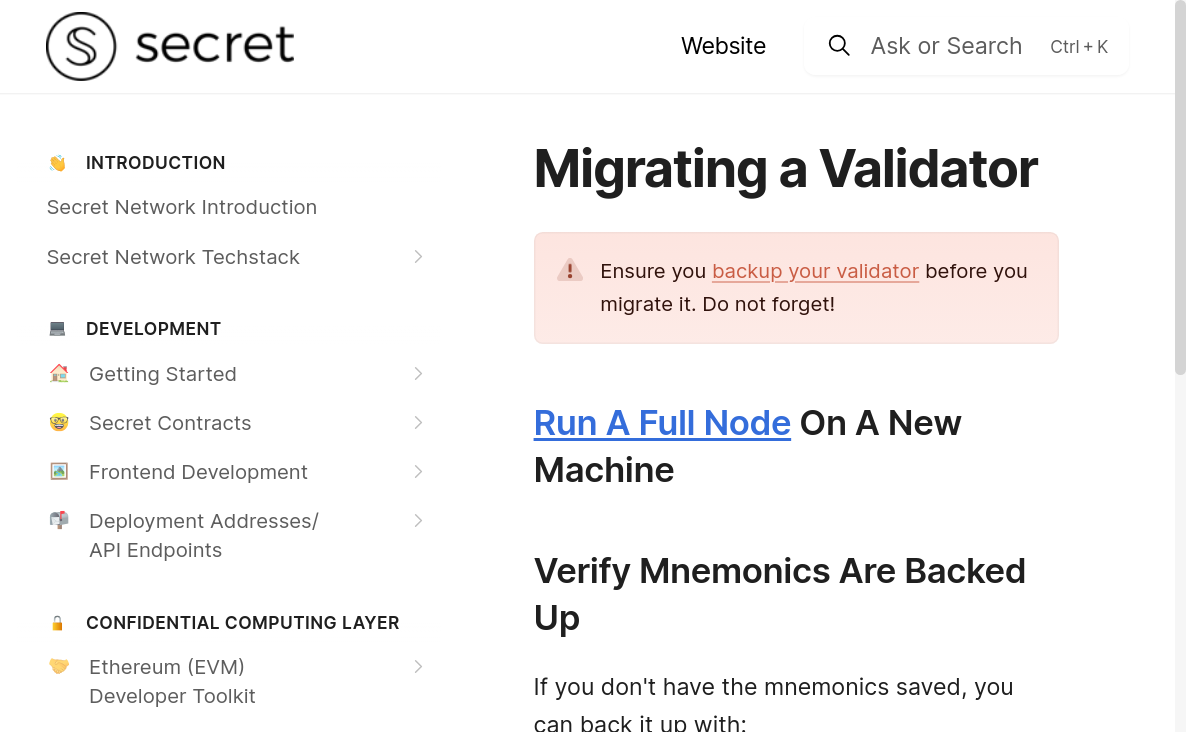 secret
Website
Ask or Search Ctrl + K
INTRODUCTION
Secret Network Introduction
Secret Network Techstack
DEVELOPMENT
Getting Started
Secret Contracts
Frontend Development
Deployment Addresses/
API Endpoints
CONFIDENTIAL COMPUTING LAYER
Ethereum (EVM)
Developer Toolkit
Migrating a Validator
Ensure you backup your validator before you
migrate it. Do not forget!
Run A Full Node On A New
Machine
Verify Mnemonics Are Backed
Up
If you don't have the mnemonics saved, you
can back it up with: